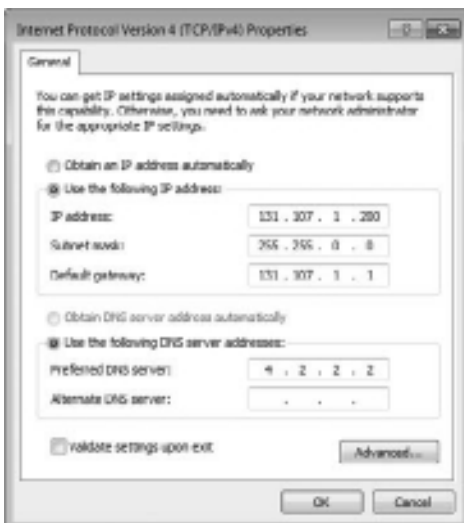 Internet Protocol Version 4 (TCP/IPv4) Properties
General
You can get IP settings assigned automatically if your network supports
this capability. Otherwise, you need to ask your network administrator
for the appropriate IP settings.
Obtain an IP address automatically
Use the following IP address:
IP address: 131 . 107 . 1 . 200
Subnet mask: 255 . 255 . 0 . 0
Default gateway: 131 . 107 . 1 . 1
Obtain DNS server address automatically
Use the following DNS server addresses:
Preferred DNS server: 4 . 2 . 2 . 2
Alternate DNS server: . . .
Validate settings upon exit
Advanced...
OK Cancel